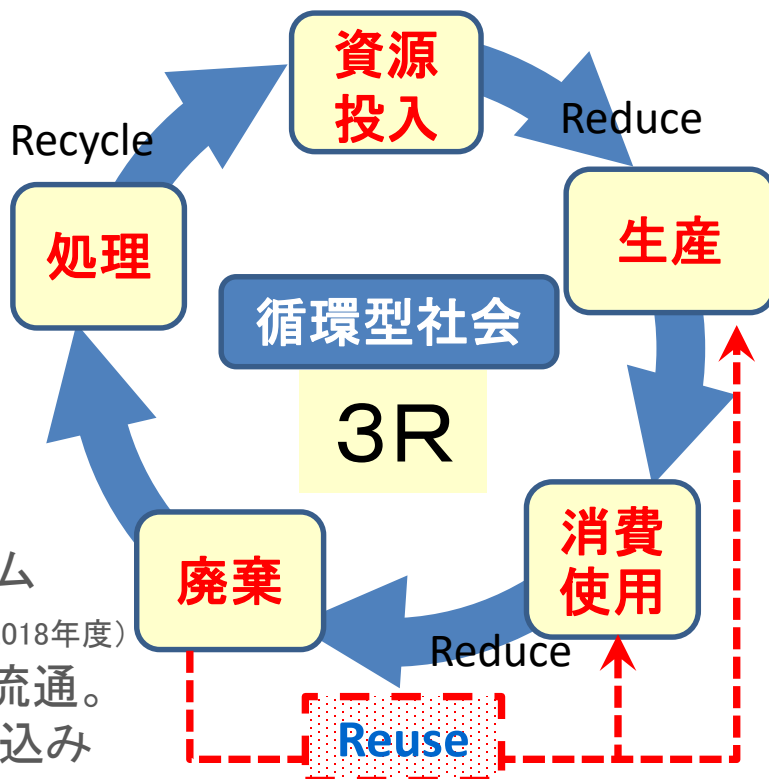 資源
投入
Reduce
Recycle
生産
処理
循環型社会
3R
消費
使用
廃棄
ム
018年度）
Reduce
流通。
込み
Reuse